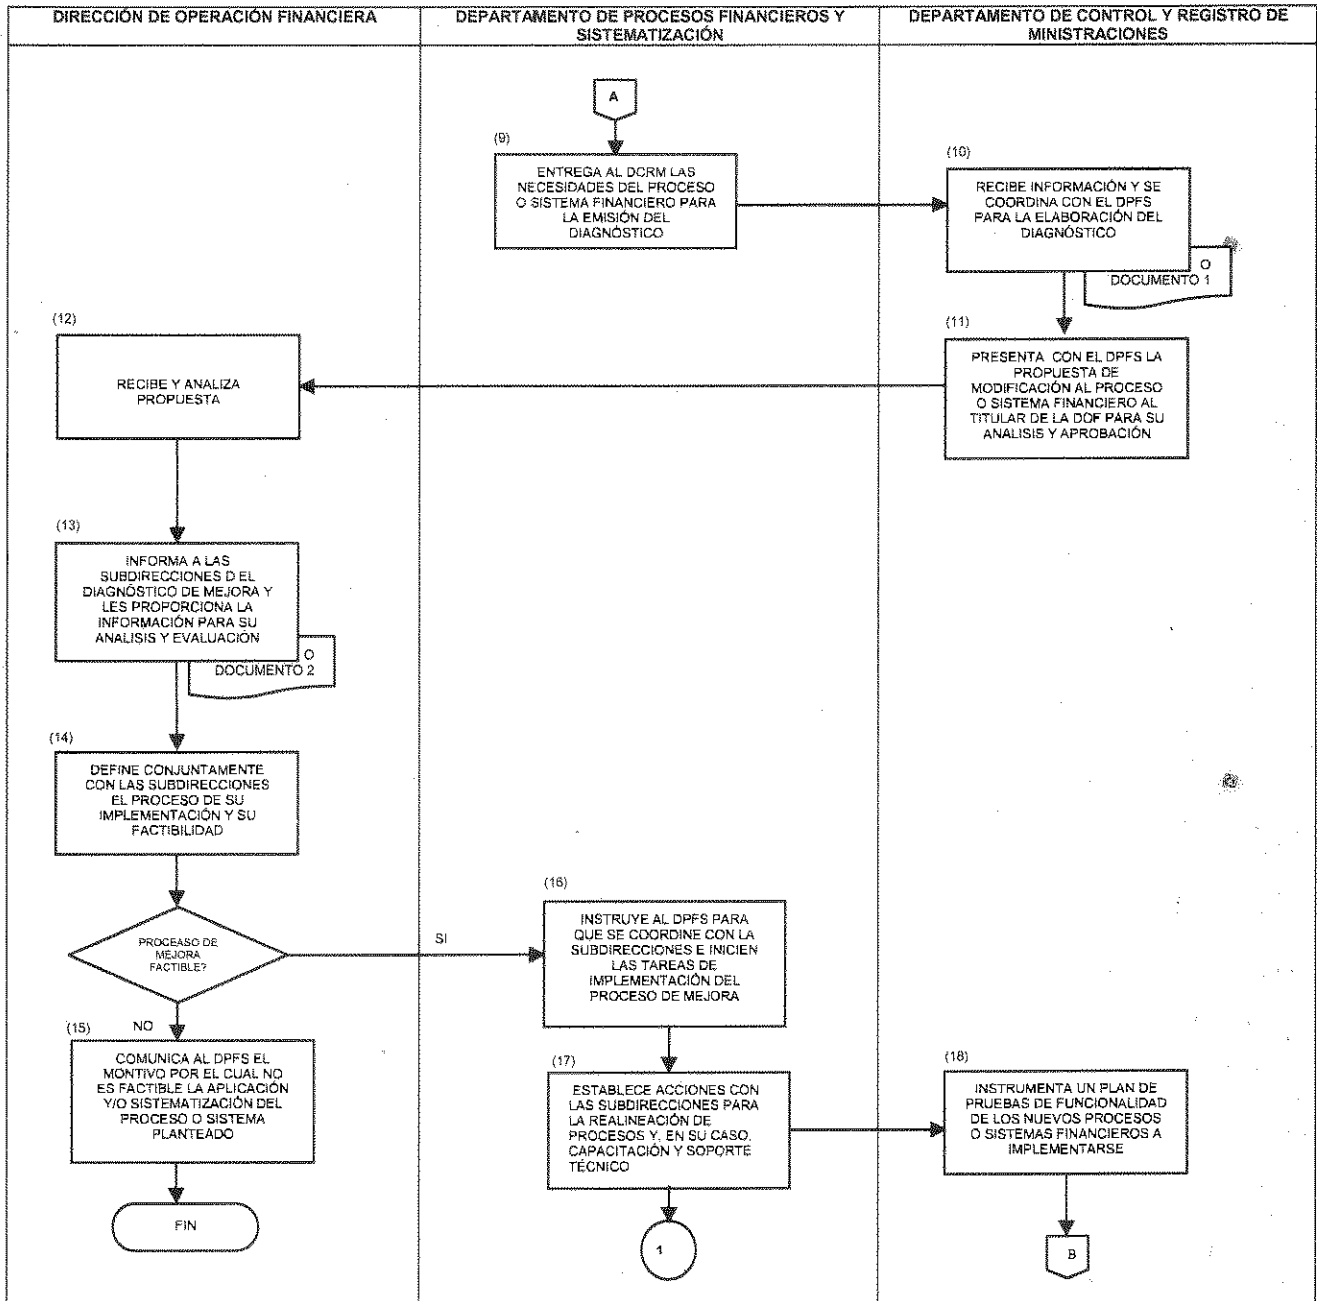 DIRECCIÓN DE OPERACIÓN FINANCIERA
DEPARTAMENTO DE PROCESOS FINANCIEROS Y
SISTEMATIZACIÓN
DEPARTAMENTO DE CONTROL Y REGISTRO DE
MINISTRACIONES
A
(9)
ENTREGA AL DCRM LAS
NECESIDADES DEL PROCESO
O SISTEMA FINANCIERO PARA
LA EMISIÓN DEL
DIAGNÓSTICO
(10)
RECIBE INFORMACIÓN Y SE
COORDINA CON EL DPFS
PARA LA ELABORACIÓN DEL
DIAGNÓSTICO
O
DOCUMENTO 1
(11)
PRESENTA CON EL DPFS LA
PROPUESTA DE
MODIFICACIÓN AL PROCESO
O SISTEMA FINANCIERO AL
TITULAR DE LA DOF PARA SU
ANALISIS Y APROBACIÓN
(12)
RECIBE Y ANALIZA
PROPUESTA
(13)
INFORMA A LAS
SUBDIRECCIONES D EL
DIAGNÓSTICO DE MEJORA Y
LES PROPORCIONA LA
INFORMACIÓN PARA SU
ANALISIS Y EVALUACIÓN
O
DOCUMENTO 2
(14)
DEFINE CONJUNTAMENTE
CON LAS SUBDIRECCIONES
EL PROCESO DE SU
IMPLEMENTACIÓN Y SU
FACTIBILIDAD
PROCEASO DE
MEJORA
FACTIBLE?
SI
NO
(15)
COMUNICA AL DPFS EL
MONTIVO POR EL CUAL NO
ES FACTIBLE LA APLICACIÓN
Y/O SISTEMATIZACIÓN DEL
PROCESO O SISTEMA
PLANTEADO
FIN
(16)
INSTRUYE AL DPFS PARA
QUE SE COORDINE CON LA
SUBDIRECCIONES E INICIEN
LAS TAREAS DE
IMPLEMENTACIÓN DEL
PROCESO DE MEJORA
(17)
ESTABLECE ACCIONES CON
LAS SUBDIRECCIONES PARA
LA REALINEACIÓN DE
PROCESOS Y, EN SU CASO,
CAPACITACIÓN Y SOPORTE
TÉCNICO
1
(18)
INSTRUMENTA UN PLAN DE
PRUEBAS DE FUNCIONALIDAD
DE LOS NUEVOS PROCESOS
O SISTEMAS FINANCIEROS A
IMPLEMENTARSE
B